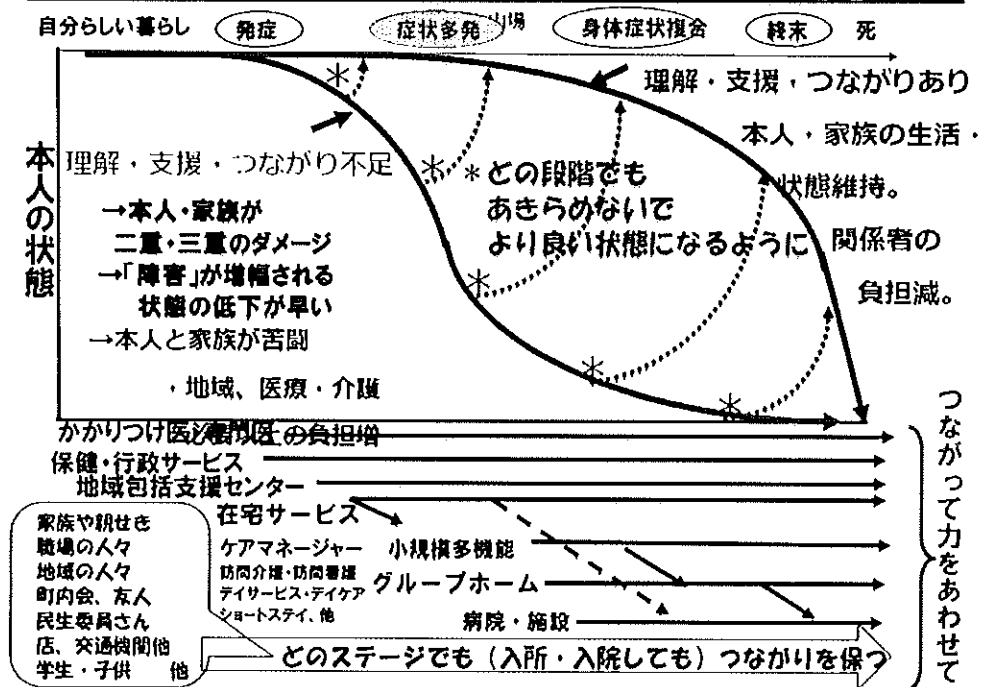 自分らしい暮らし 発症 症状多発 山場 身体症状複合 終末 死
本人の状態
理解・支援・つながりあり
本人・家族の生活・
状態維持。
関係者の
負担減。
理解・支援・つながり不足
→本人・家族が
二重・三重のダメージ
→「障害」が増幅される
状態の低下が早い
→本人と家族が苦闘
・地域、医療・介護
の負担増
*どの段階でも
あきらめないで
より良い状態になるように
かかりつけ医
保健・行政サービス
地域包括支援センター
在宅サービス
ケアマネージャー
訪問介護・訪問看護
デイサービス・デイケア
ショートステイ、他
小規模多機能
グループホーム
病院・施設
家族や親せき
職場の人々
地域の人々
町内会、友人
民生委員さん
店、交通機関他
学生・子供 他
どのステージでも（入所・入院しても）つながりを保つ
つながって力をあわせて